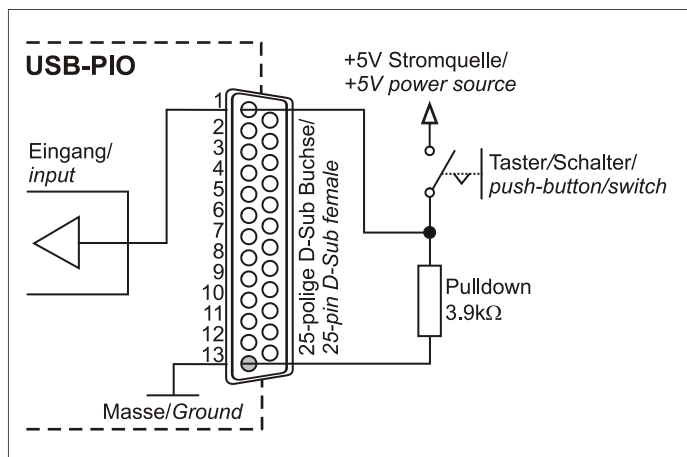 USB-PIO
+5V Stromquelle/
+5V power source
Eingang/
input
1
2
3
4
5
6
7
8
9
10
11
12
13
25-polige D-Sub Buchse/
25-pin D-Sub female
Taster/Schalter/
push-button/switch
Pulldown
3.9kΩ
Masse/Ground